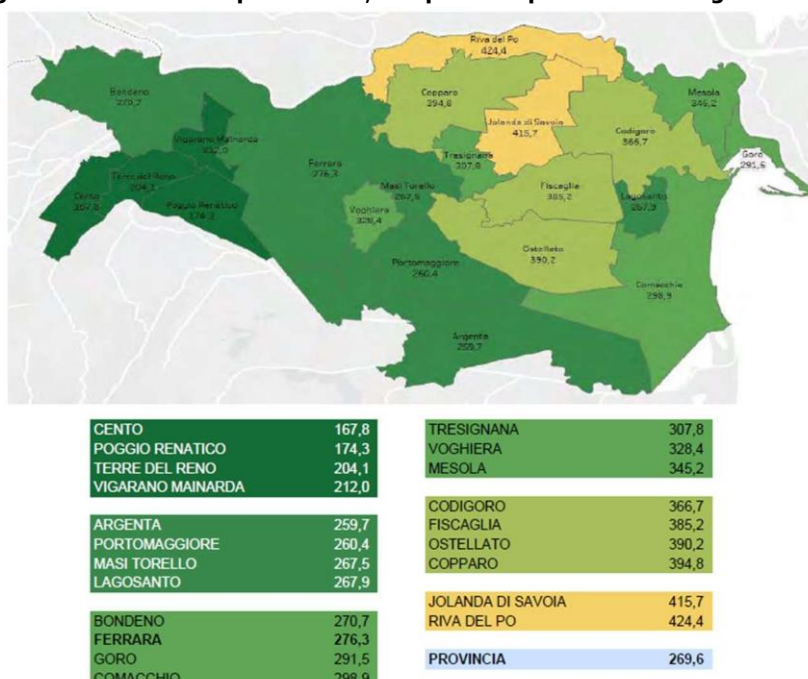 Riva del Po
424,4
Bondeno
270,7
Copparo
394,8
Mesola
345,2
Jolanda di Savoia
415,7
Codigoro
366,7
Vigarano Mainarda
212,0
Ferrara
276,3
Tresignana
307,8
Goro
291,5
Terre del Reno
204,1
Cento
167,8
Masi Torello
267,5
Fiscaglia
385,2
Lagosanto
267,9
Poggio Renatico
174,3
Voghiera
328,4
Ostellato
390,2
Portomaggiore
260,4
Comacchio
298,9
Argenta
259,7
CENTO 167,8
POGGIO RENATICO 174,3
TERRE DEL RENO 204,1
VIGARANO MAINARDA 212,0
ARGENTA 259,7
PORTOMAGGIORE 260,4
MASI TORELLO 267,5
LAGOSANTO 267,9
BONDENO 270,7
FERRARA 276,3
GORO 291,5
COMACCHIO 298,9
TRESIGNANA 307,8
VOGHIERA 328,4
MESOLA 345,2
CODIGORO 366,7
FISCAGLIA 385,2
OSTELLATO 390,2
COPPARO 394,8
JOLANDA DI SAVOIA 415,7
RIVA DEL PO 424,4
PROVINCIA 269,6